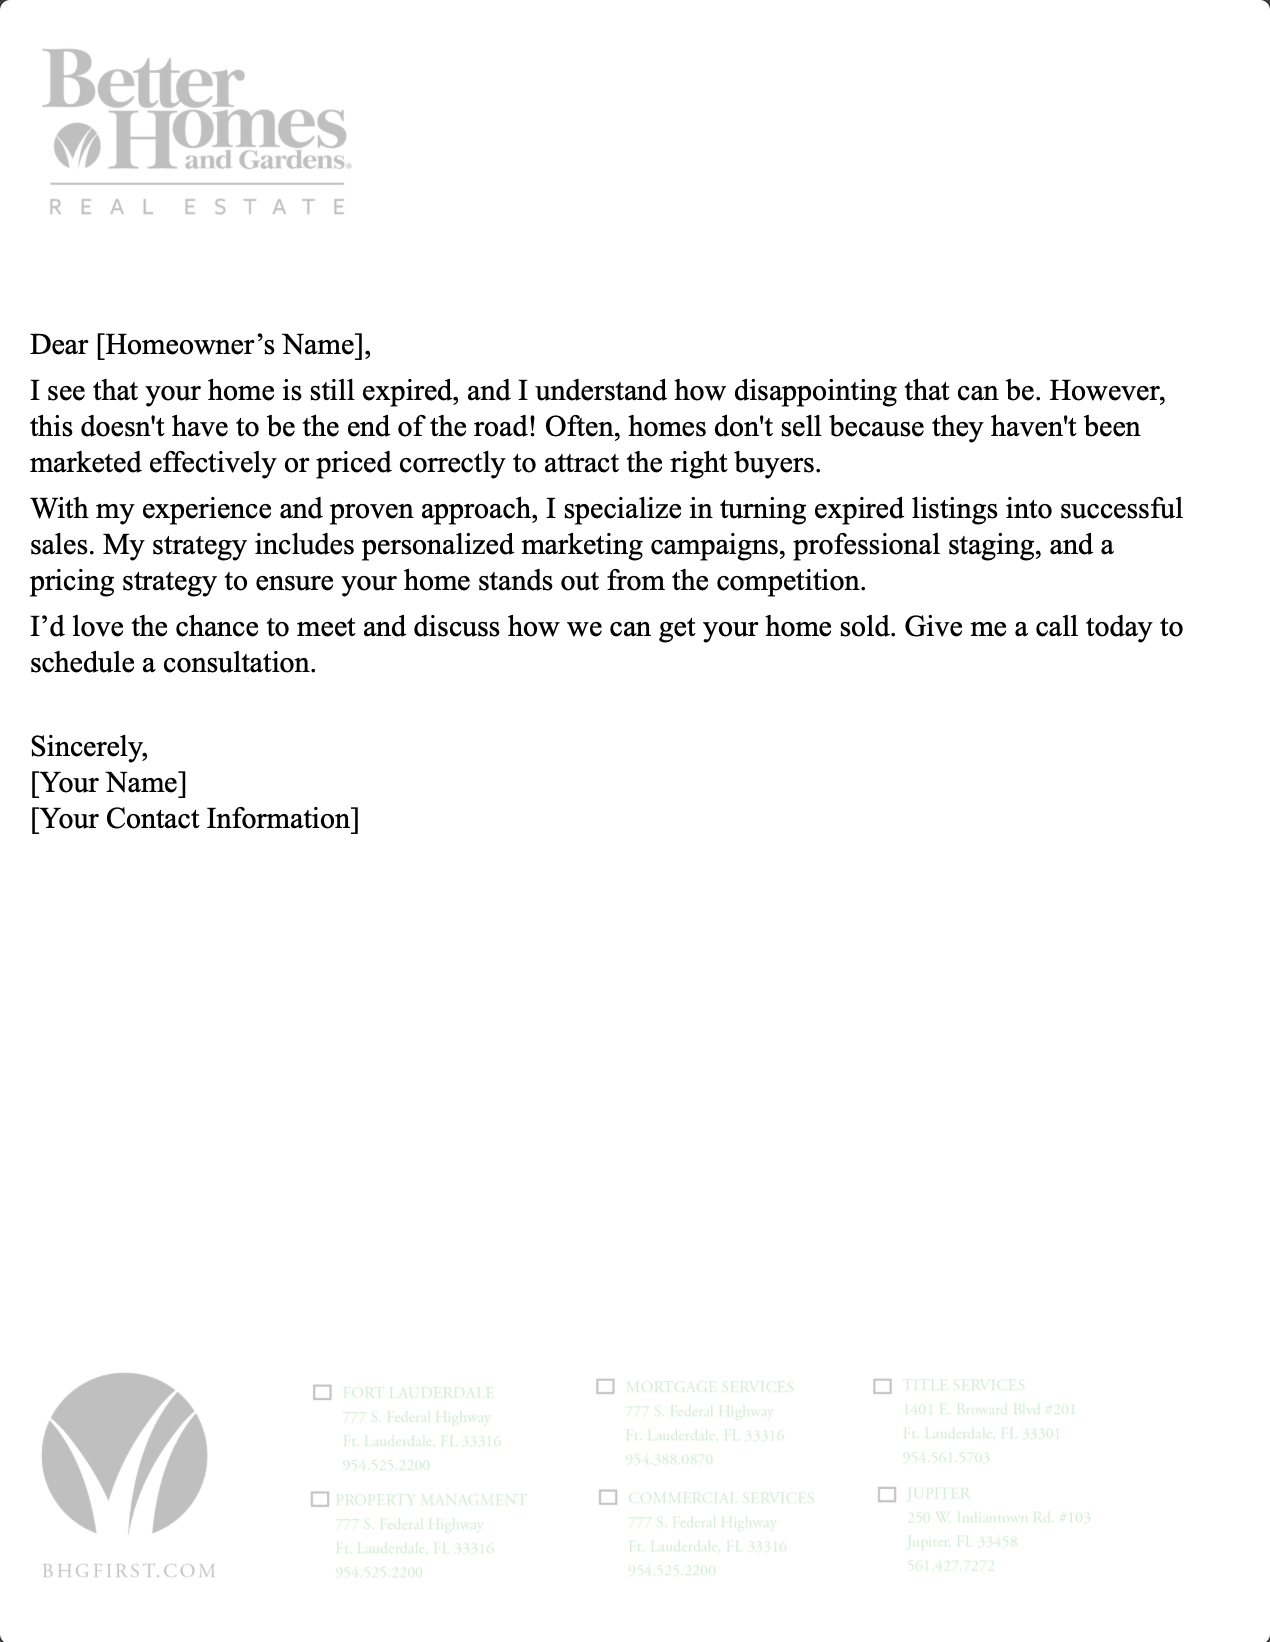 Better
Homes
and Gardens®
REAL ESTATE
Dear [Homeowner’s Name],
I see that your home is still expired, and I understand how disappointing that can be. However,
this doesn't have to be the end of the road! Often, homes don't sell because they haven't been
marketed effectively or priced correctly to attract the right buyers.
With my experience and proven approach, I specialize in turning expired listings into successful
sales. My strategy includes personalized marketing campaigns, professional staging, and a
pricing strategy to ensure your home stands out from the competition.
I’d love the chance to meet and discuss how we can get your home sold. Give me a call today to
schedule a consultation.
Sincerely,
[Your Name]
[Your Contact Information]
BHGFIRST.COM
FORT LAUDERDALE
777 S. Federal Highway
Ft. Lauderdale, FL 33316
954.525.2200
PROPERTY MANAGMENT
777 S. Federal Highway
Ft. Lauderdale, FL 33316
954.525.2200
MORTGAGE SERVICES
777 S. Federal Highway
Ft. Lauderdale, FL 33316
954.388.0870
COMMERCIAL SERVICES
777 S. Federal Highway
Ft. Lauderdale, FL 33316
954.525.2200
TITLE SERVICES
1401 E. Broward Blvd #201
Ft. Lauderdale, FL 33301
954.561.5703
JUPITER
250 W. Indiantown Rd. #103
Jupiter, FL 33458
561.427.7272